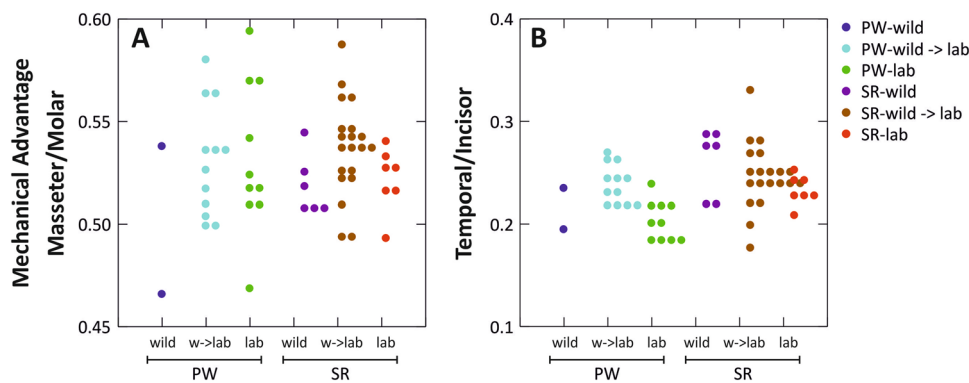 Mechanical Advantage
Masseter/Molar
A
0.60
0.55
0.50
0.45
wild w->lab lab wild w->lab lab
PW SR
Temporal/Incisor
B
0.4
0.3
0.2
0.1
wild w->lab lab wild w->lab lab
PW SR
PW-wild
PW-wild -> lab
PW-lab
SR-wild
SR-wild -> lab
SR-lab